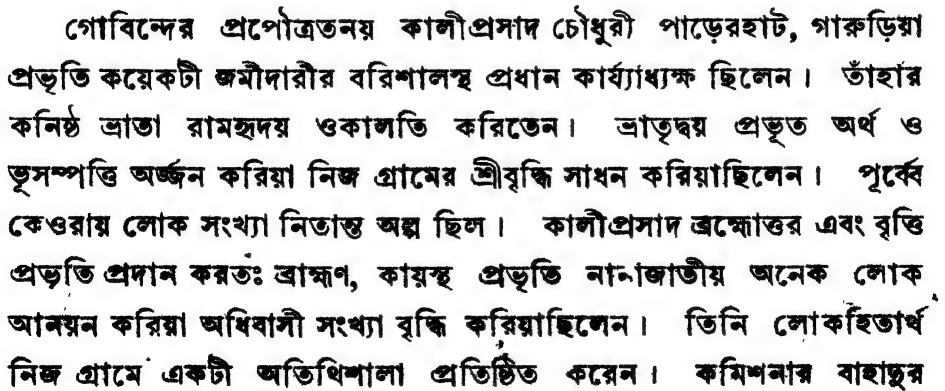 গোবিন্দের প্রপৌত্রতনয় কালীপ্রসাদ চৌধুরী পাড়েরহাট, গারুড়িয়া
প্রভৃতি কয়েকটী জমীদারীর বরিশালস্থ প্রধান কার্য্যাধ্যক্ষ ছিলেন। তাঁহার
কনিষ্ঠ ভ্রাতা রামহৃদয় ওকালতি করিতেন। ভ্রাতৃদ্বয় প্রভূত অর্থ ও
ভূসম্পত্তি অর্জ্জন করিয়া নিজ গ্রামের শ্রীবৃদ্ধি সাধন করিয়াছিলেন। পূর্ব্বে
কেওরায় লোক সংখ্যা নিতান্ত অল্প ছিল। কালীপ্রসাদ ব্রহ্মোত্তর এবং বৃত্তি
প্রভৃতি প্রদান করতঃ ব্রাহ্মণ, কায়স্থ প্রভৃতি নানাজাতীয় অনেক লোক
আনয়ন করিয়া অধিবাসী সংখ্যা বৃদ্ধি করিয়াছিলেন। তিনি লোকহিতার্থ
নিজ গ্রামে একটী অতিথিশালা প্রতিষ্ঠিত করেন। কমিশনার বাহাদুর